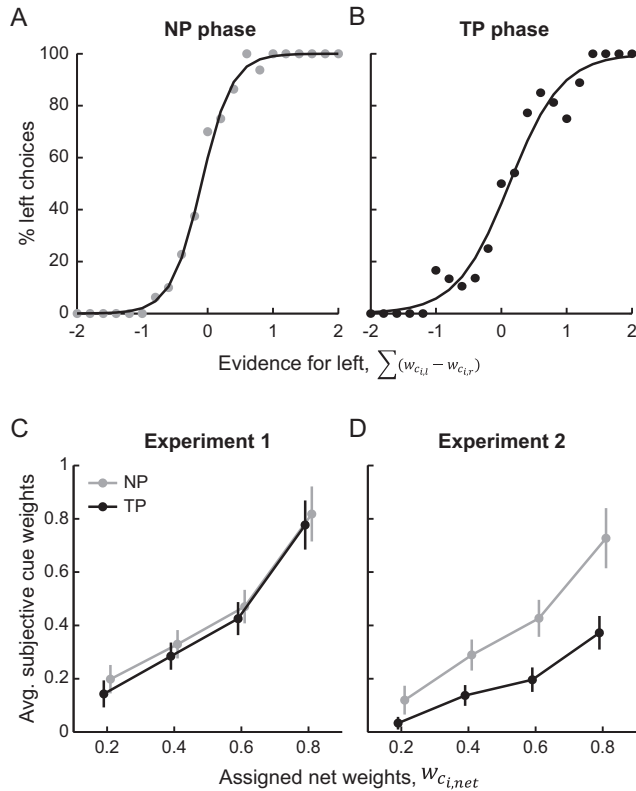 A
NP phase
B
TP phase
% left choices
100
80
60
40
20
0
-2 -1 0 1 2
-2 -1 0 1 2
Evidence for left, ∑(w_{c_{i,l}} − w_{c_{i,r}})
C
Experiment 1
D
Experiment 2
Avg. subjective cue weights
NP
TP
1
0.8
0.6
0.4
0.2
0
0.2 0.4 0.6 0.8
0.2 0.4 0.6 0.8
Assigned net weights, w_{c_{i,net}}